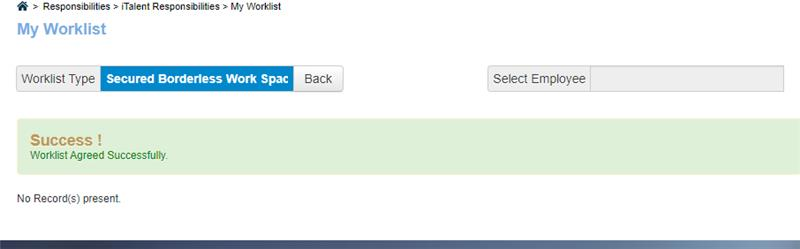 > Responsibilities > iTalent Responsibilities > My Worklist
My Worklist
Worklist Type Secured Borderless Work Spac Back Select Employee
Success !
Worklist Agreed Successfully.
No Record(s) present.